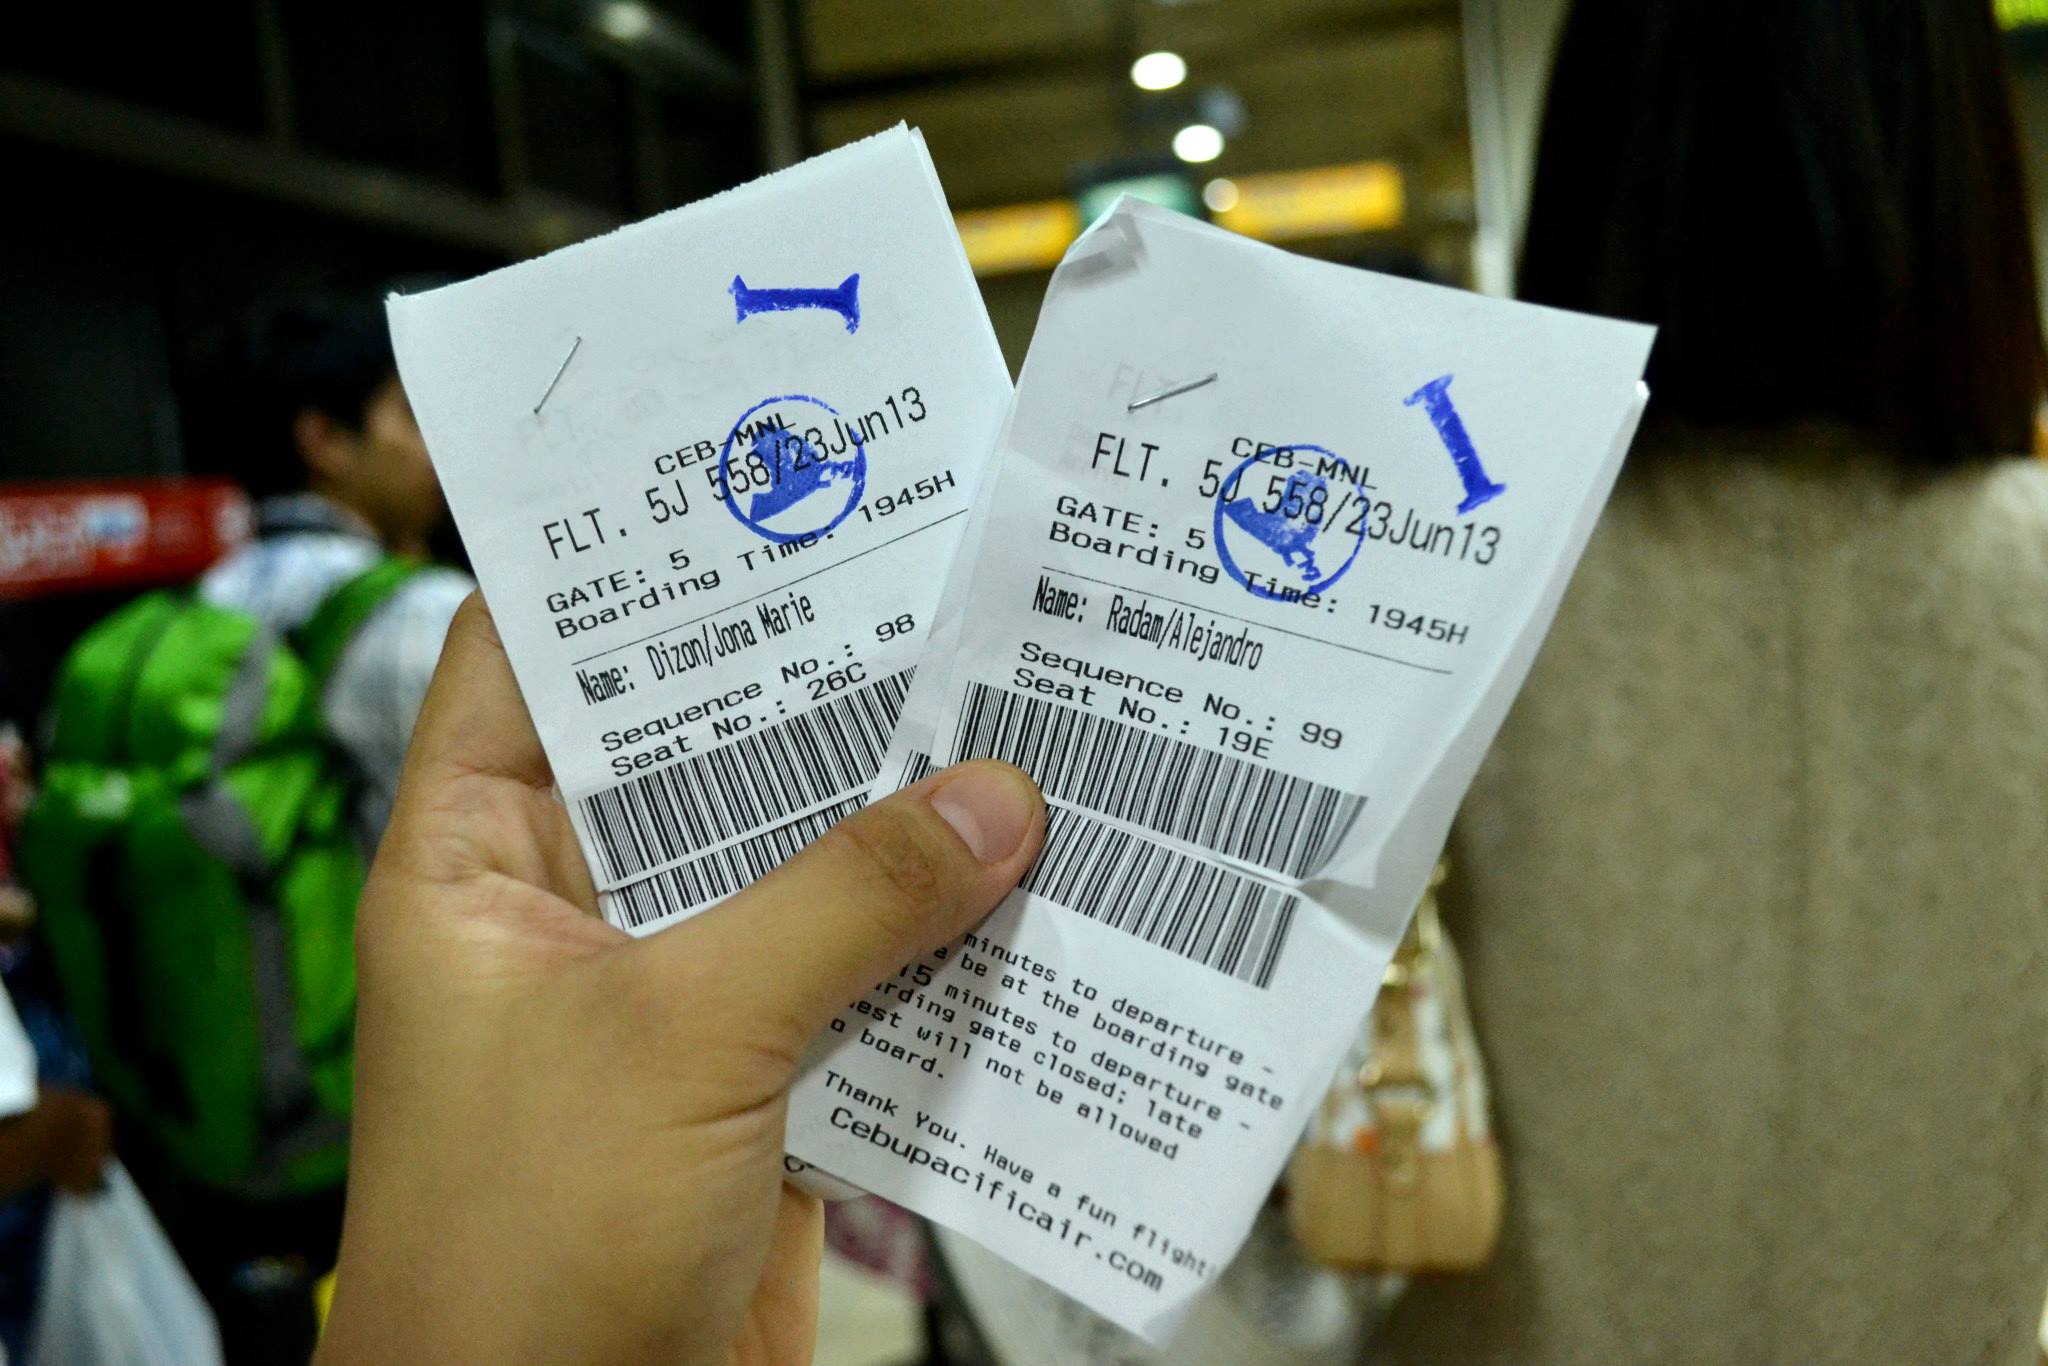 CEB-MNL
FLT. 5J 558/23Jun13
GATE: 5
Boarding Time: 1945H
Name: Dizon/Jona Marie
Sequence No.: 98
Seat No.: 26C
CEB-MNL
FLT. 5J 558/23Jun13
GATE: 5
Boarding Time: 1945H
Name: Radam/Alejandro
Sequence No.: 99
Seat No.: 19E
minutes to departure -
be at the boarding gate
15 minutes to departure -
gate closed; late
will not be allowed
board.
Thank You. Have a fun flight!
Cebupacificair.com